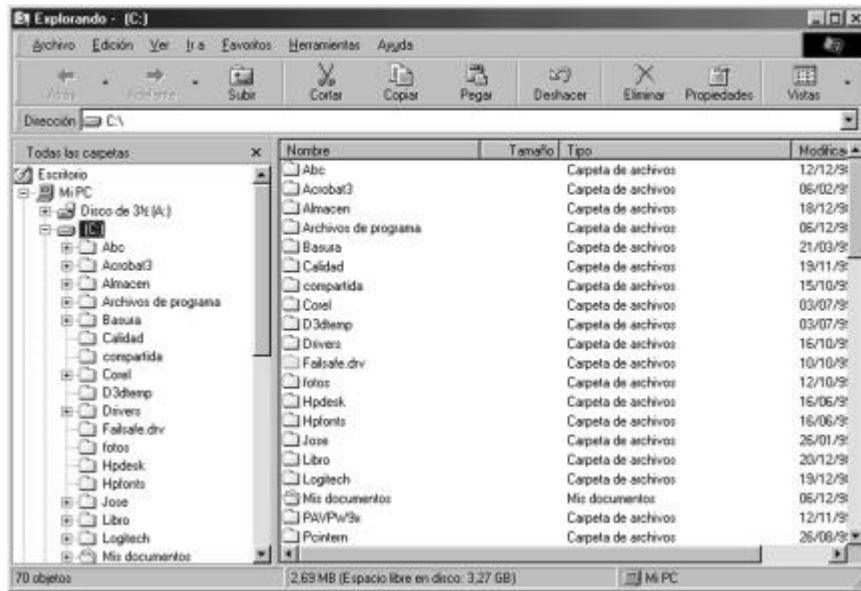 Explorando - (C:)
Archivo Edición Ver Ir a Favoritos Herramientas Ayuda
Atrás Adelante Subir Cortar Copiar Pegar Deshacer Eliminar Propiedades Vistas
Dirección C:\
Todas las carpetas
Escritorio
Mi PC
Disco de 3½ (A:)
(C:)
Abc
Acrobat3
Almacen
Archivos de programa
Basura
Calidad
compartida
Corel
D3dtemp
Drivers
Failsafe.drv
fotos
Hpdesk
Hpfonts
Jose
Libro
Logitech
Mis documentos
Nombre Tamaño Tipo Modifica
Abc Carpeta de archivos 12/12/9
Acrobat3 Carpeta de archivos 06/02/9
Almacen Carpeta de archivos 18/12/9
Archivos de programa Carpeta de archivos 06/12/9
Basura Carpeta de archivos 21/03/9
Calidad Carpeta de archivos 19/11/9
compartida Carpeta de archivos 15/10/9
Corel Carpeta de archivos 03/07/9
D3dtemp Carpeta de archivos 03/07/9
Drivers Carpeta de archivos 16/10/9
Failsafe.drv Carpeta de archivos 10/10/9
fotos Carpeta de archivos 12/10/9
Hpdesk Carpeta de archivos 16/06/9
Hpfonts Carpeta de archivos 16/06/9
Jose Carpeta de archivos 26/01/9
Libro Carpeta de archivos 20/12/9
Logitech Carpeta de archivos 19/12/9
Mis documentos Mis documentos 06/12/9
PAVPW9x Carpeta de archivos 12/11/9
Pointern Carpeta de archivos 26/08/9
70 objetos 2,69 MB (Espacio libre en disco: 3,27 GB) Mi PC